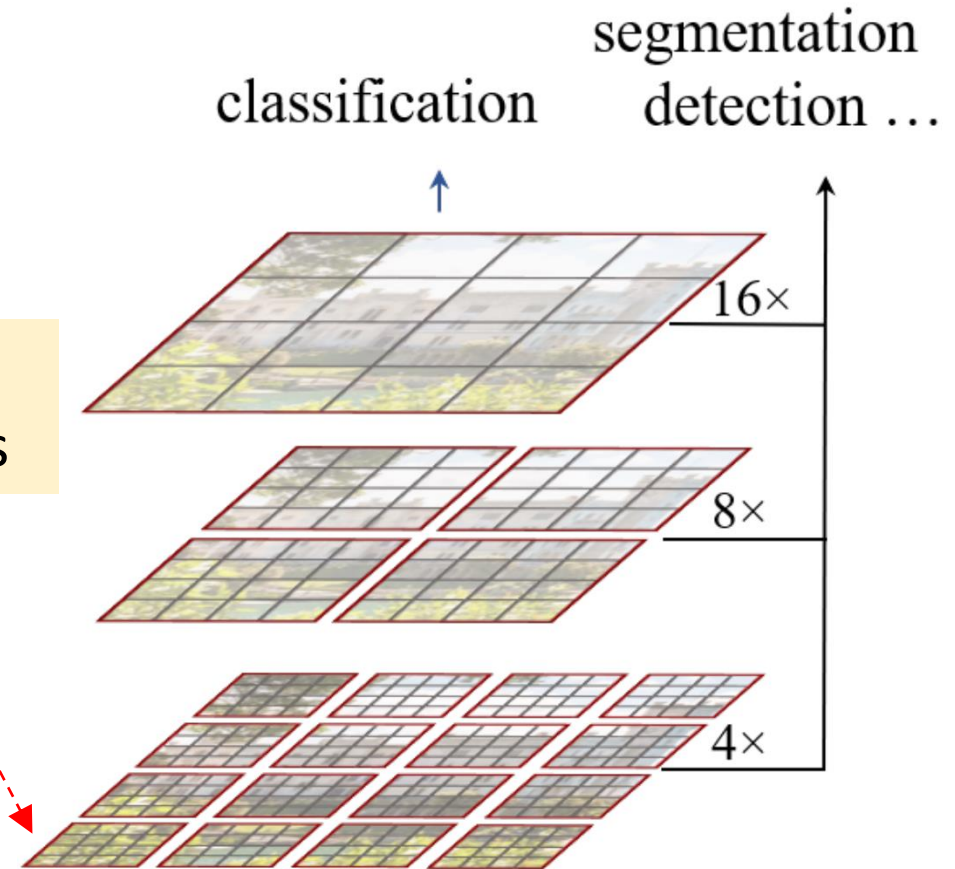 segmentation
classification
detection …
16×
s
8×
4×